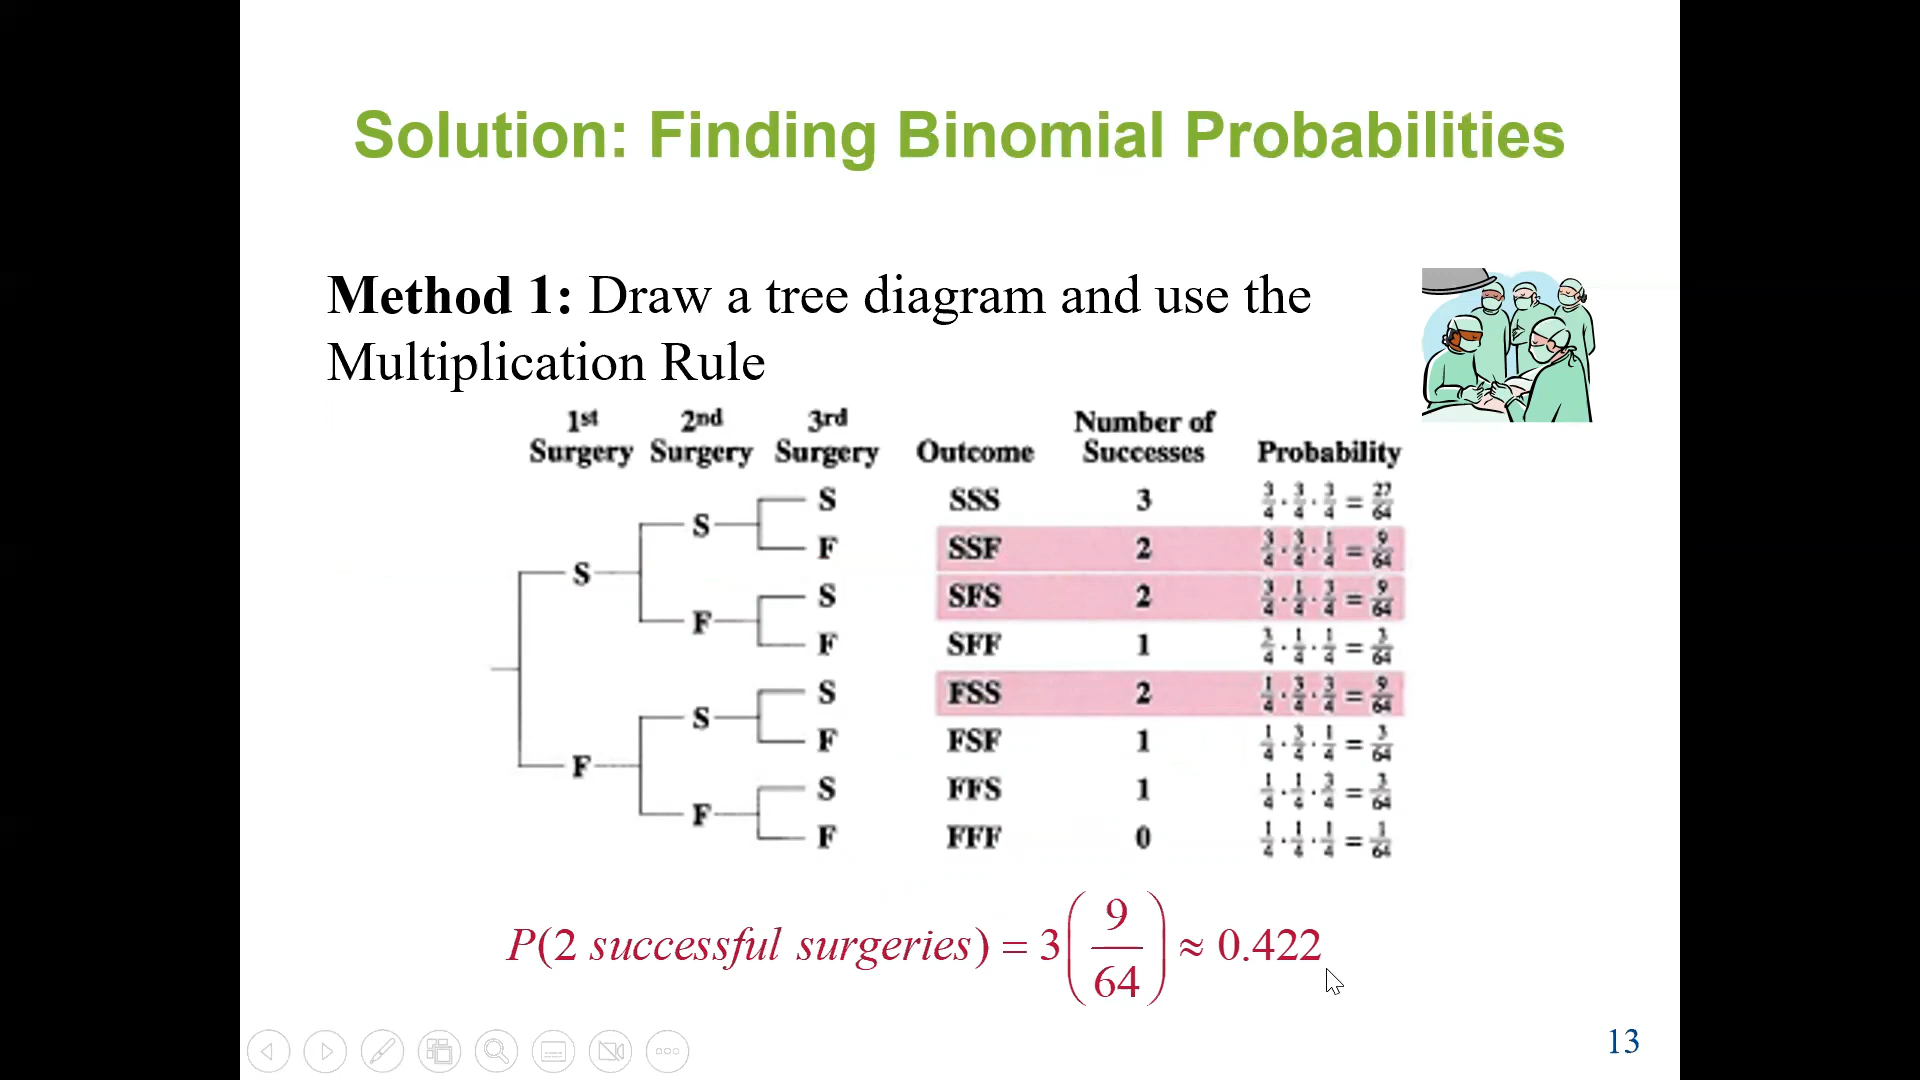 Solution: Finding Binomial Probabilities
Method 1: Draw a tree diagram and use the
Multiplication Rule
1st Surgery 2nd Surgery 3rd Surgery Outcome Number of Successes Probability
S SSS 3 3/4 · 3/4 · 3/4 = 27/64
S
F SSF 2 3/4 · 3/4 · 1/4 = 9/64
S
S SFS 2 3/4 · 1/4 · 3/4 = 9/64
F
F SFF 1 3/4 · 1/4 · 1/4 = 3/64
S FSS 2 1/4 · 3/4 · 3/4 = 9/64
S
F FSF 1 1/4 · 3/4 · 1/4 = 3/64
F
S FFS 1 1/4 · 1/4 · 3/4 = 3/64
F
F FFF 0 1/4 · 1/4 · 1/4 = 1/64
P(2 successful surgeries) = 3(9/64) ≈ 0.422
13